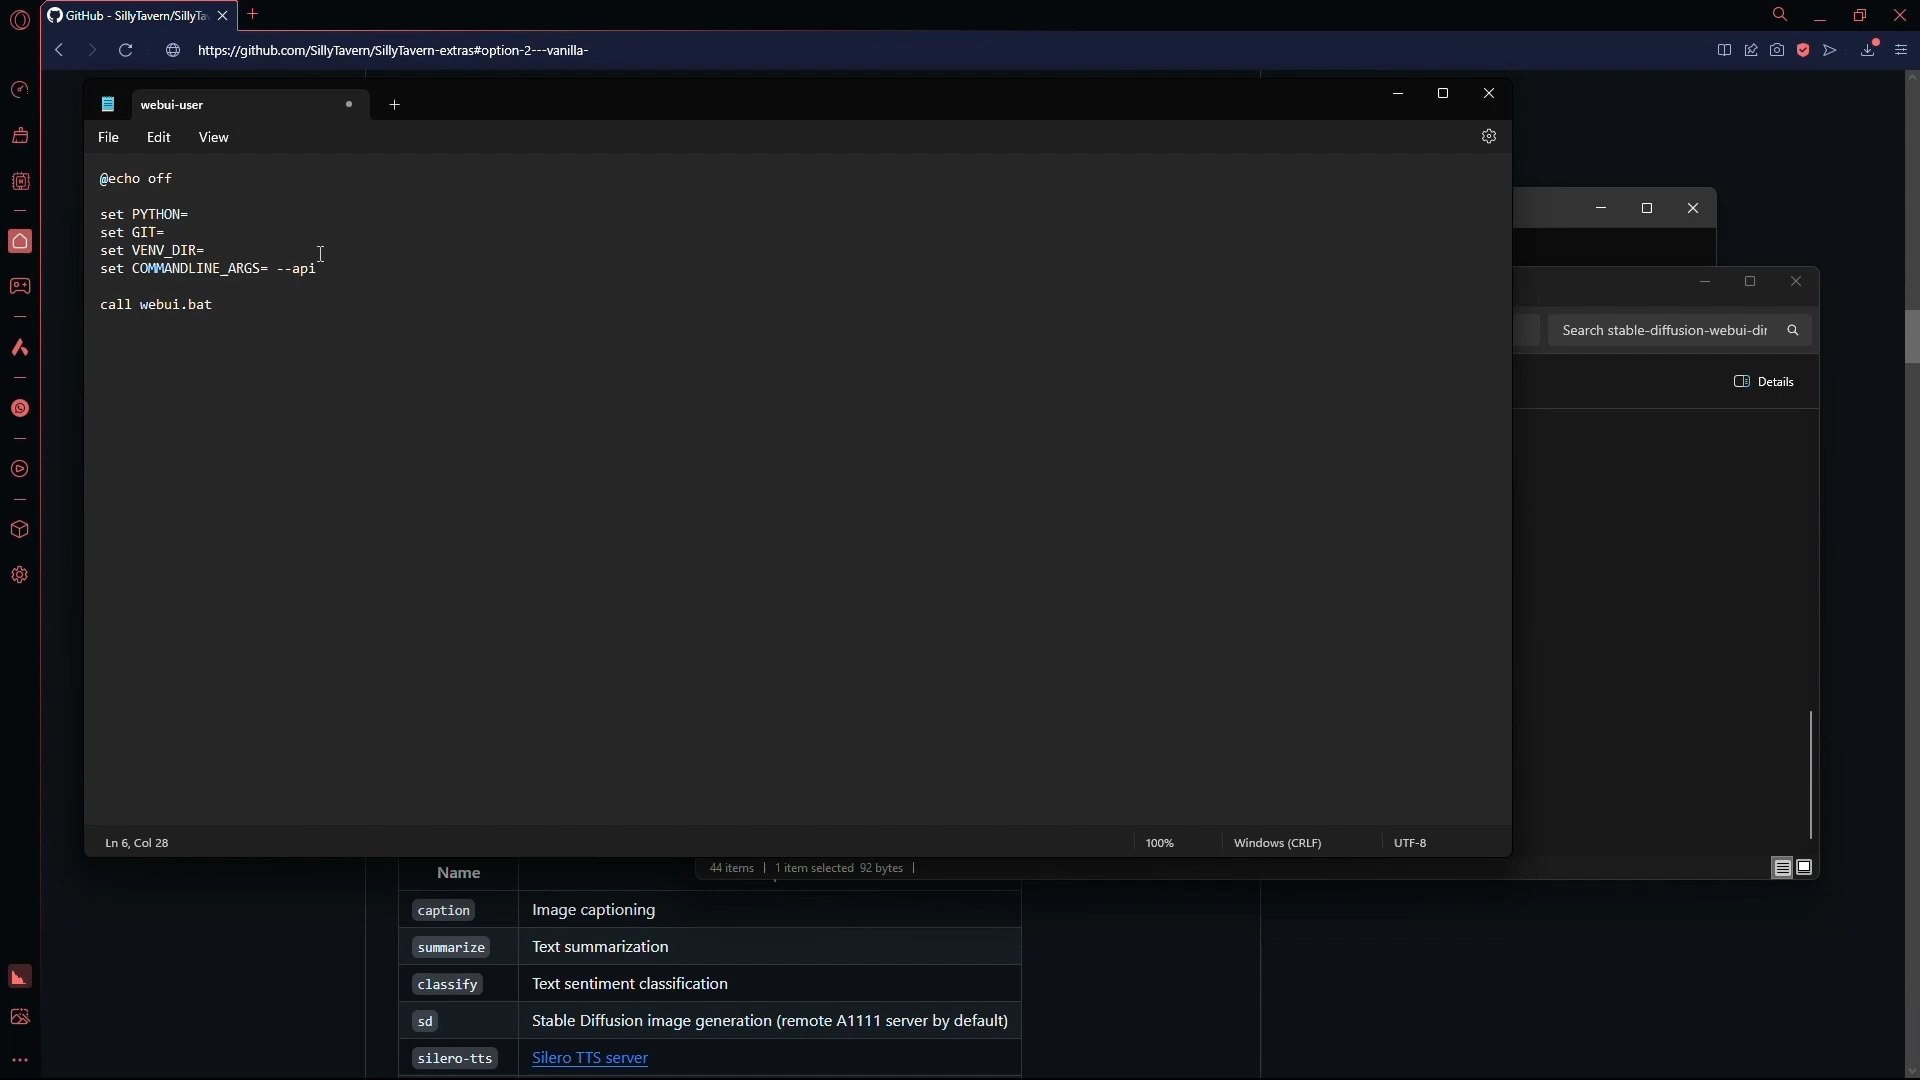 GitHub - SillyTavern/SillyTa
https://github.com/SillyTavern/SillyTavern-extras#option-2---vanilla-
webui-user
File Edit View
@echo off
set PYTHON=
set GIT=
set VENV_DIR=
set COMMANDLINE_ARGS= --api
call webui.bat
Search stable-diffusion-webui-dir
Details
Ln 6, Col 28
100%
Windows (CRLF)
UTF-8
44 items
1 item selected 92 bytes
Name
caption Image captioning
summarize Text summarization
classify Text sentiment classification
sd Stable Diffusion image generation (remote A1111 server by default)
silero-tts Silero TTS server